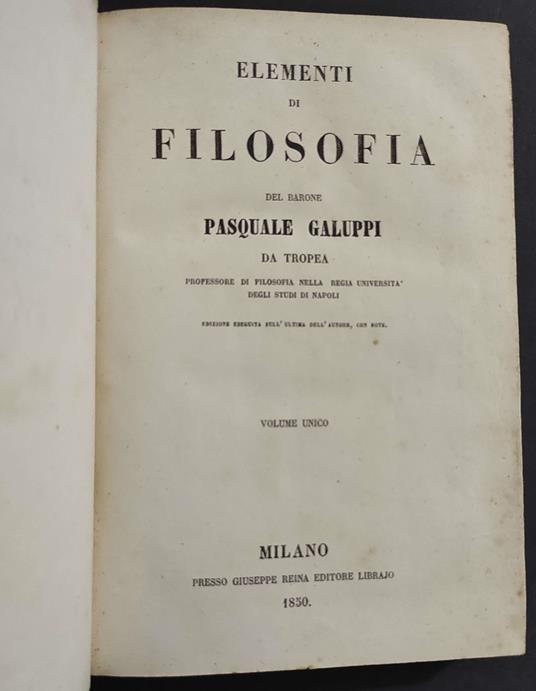 ELEMENTI
DI
FILOSOFIA
DEL BARONE
PASQUALE GALUPPI
DA TROPEA
PROFESSORE DI FILOSOFIA NELLA REGIA UNIVERSITA'
DEGLI STUDI DI NAPOLI
EDIZIONE ESEGUITA SULL'ULTIMA DELL'AUTORE, CON NOTE.
VOLUME UNICO
MILANO
PRESSO GIUSEPPE REINA EDITORE LIBRAJO
1850.